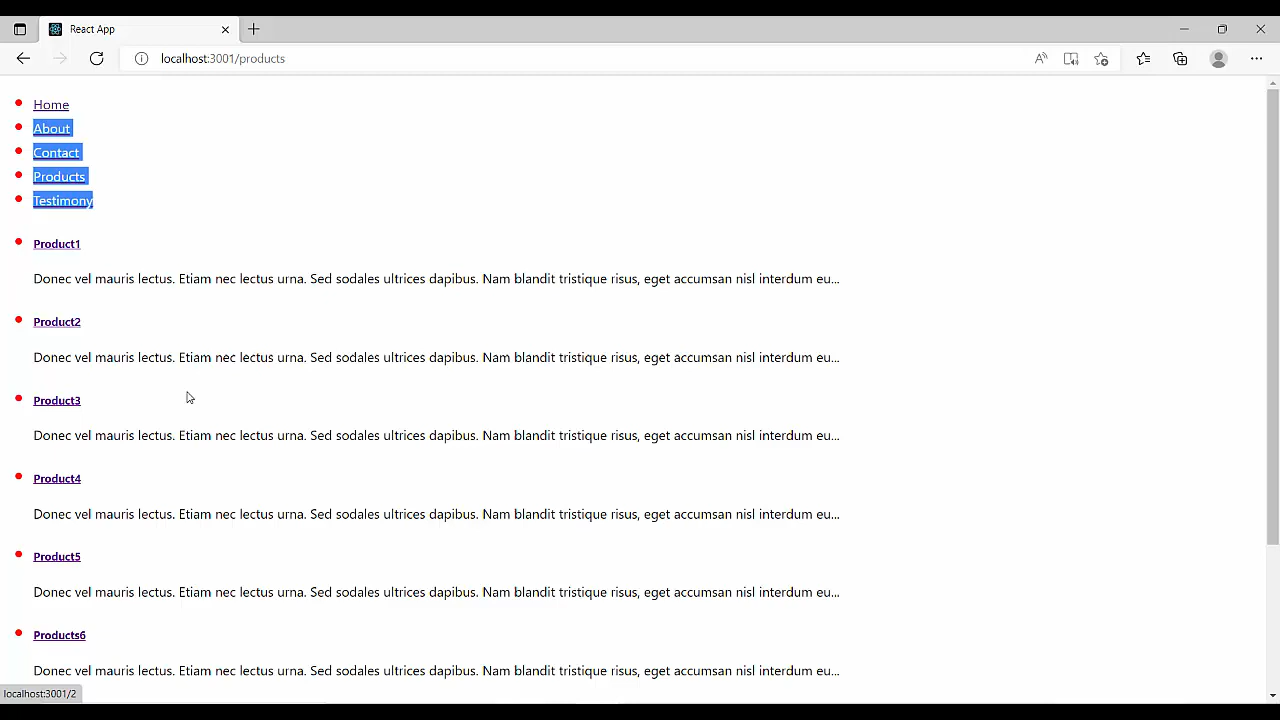 React App
localhost:3001/products
Home
About
Contact
Products
Testimony
Product1
Donec vel mauris lectus. Etiam nec lectus urna. Sed sodales ultrices dapibus. Nam blandit tristique risus, eget accumsan nisl interdum eu...
Product2
Donec vel mauris lectus. Etiam nec lectus urna. Sed sodales ultrices dapibus. Nam blandit tristique risus, eget accumsan nisl interdum eu...
Product3
Donec vel mauris lectus. Etiam nec lectus urna. Sed sodales ultrices dapibus. Nam blandit tristique risus, eget accumsan nisl interdum eu...
Product4
Donec vel mauris lectus. Etiam nec lectus urna. Sed sodales ultrices dapibus. Nam blandit tristique risus, eget accumsan nisl interdum eu...
Product5
Donec vel mauris lectus. Etiam nec lectus urna. Sed sodales ultrices dapibus. Nam blandit tristique risus, eget accumsan nisl interdum eu...
Products6
Donec vel mauris lectus. Etiam nec lectus urna. Sed sodales ultrices dapibus. Nam blandit tristique risus, eget accumsan nisl interdum eu...
localhost:3001/2